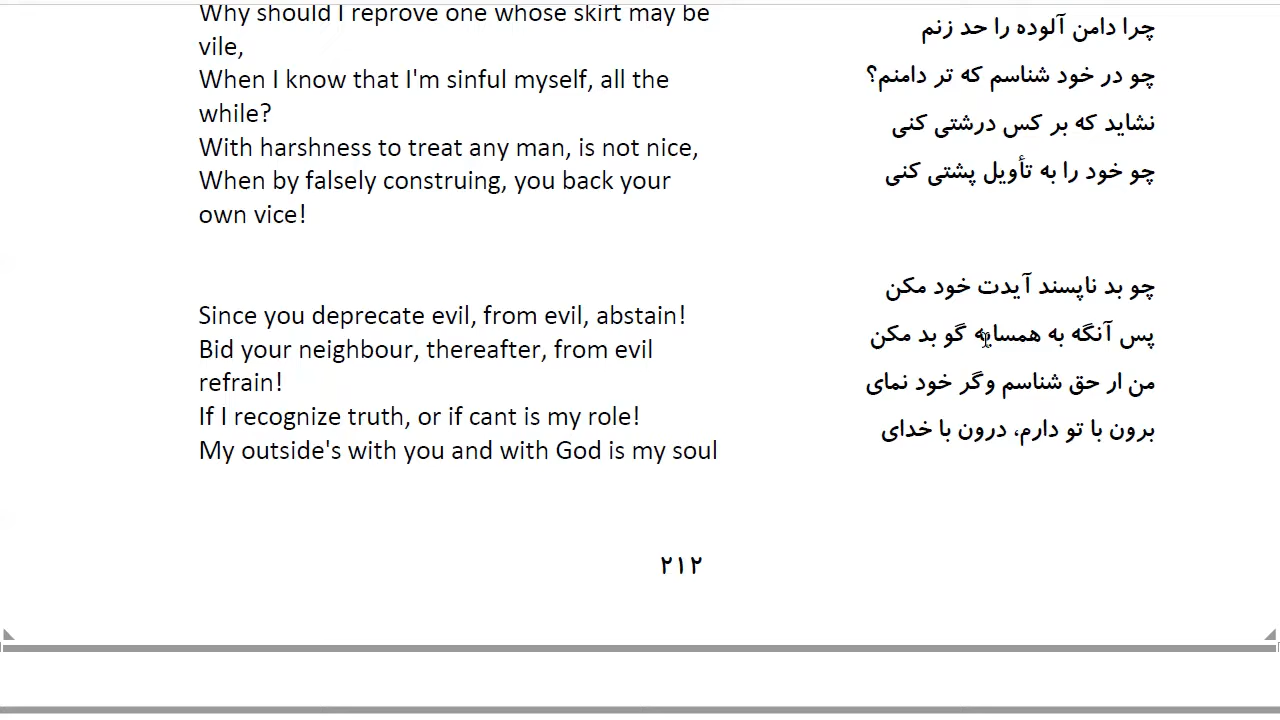 Why should I reprove one whose skirt may be
vile,
When I know that I'm sinful myself, all the
while?
With harshness to treat any man, is not nice,
When by falsely construing, you back your
own vice!
Since you deprecate evil, from evil, abstain!
Bid your neighbour, thereafter, from evil
refrain!
If I recognize truth, or if cant is my role!
My outside's with you and with God is my soul
چرا دامن آلوده را حد زنم
چو در خود شناسم که تر دامنم؟
نشاید که بر کس درشتی کنی
چو خود را به تأویل پشتی کنی
چو بد ناپسند آیدت خود مکن
پس آنگه به همسایه گو بد مکن
من ار حق شناسم وگر خود نمای
برون با تو دارم، درون با خدای
۲۱۲